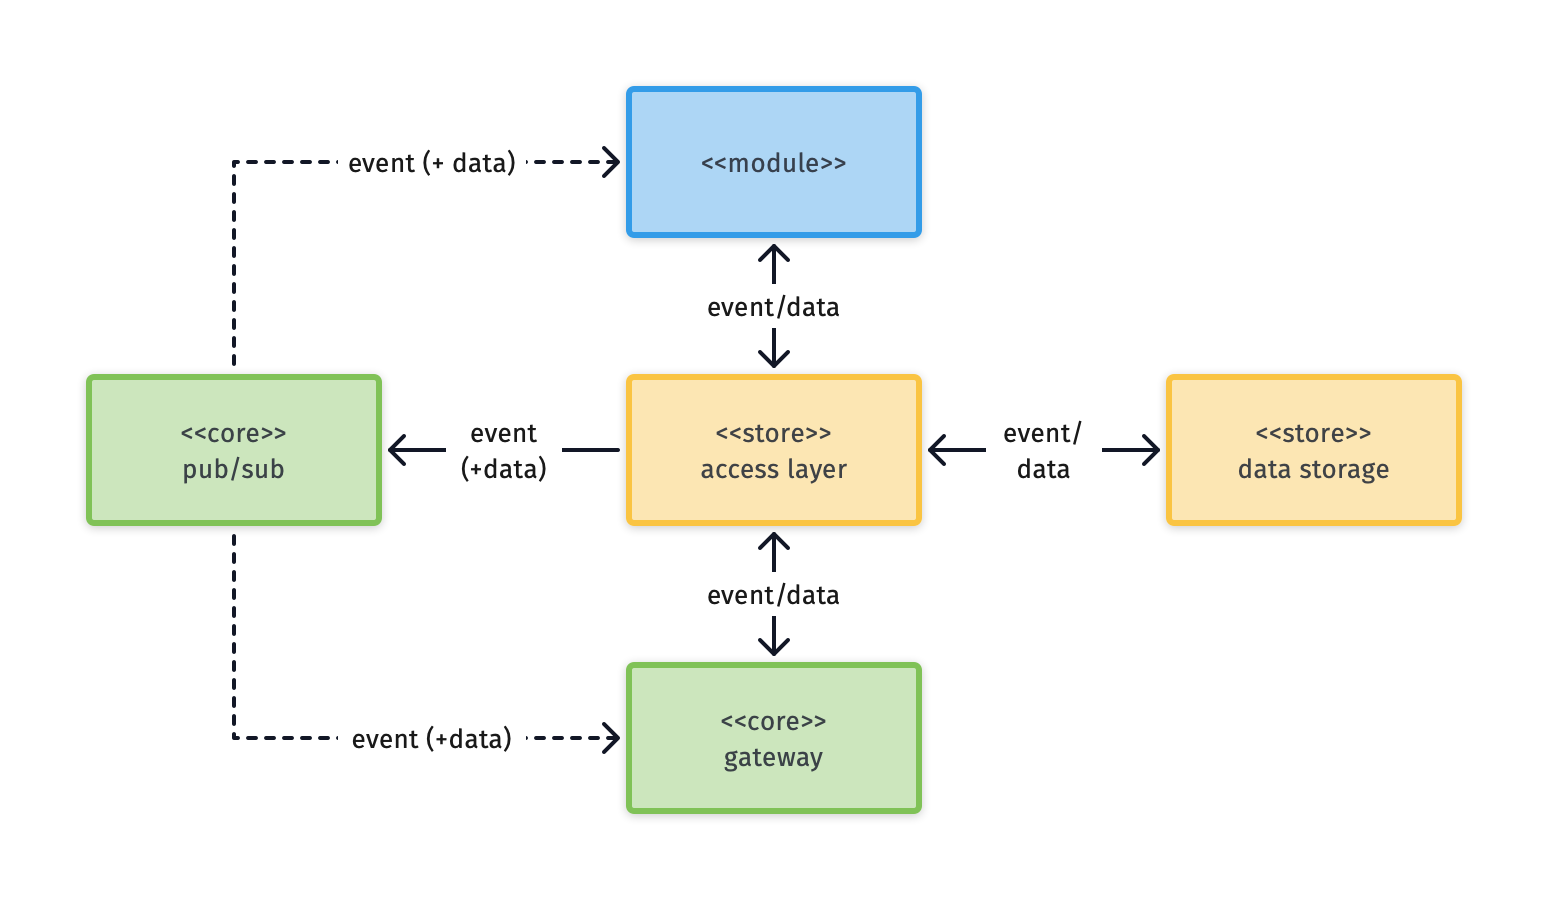 event (+ data)
<<module>>
event/data
<<core>>
pub/sub
event
(+data)
<<store>>
access layer
event/
data
<<store>>
data storage
event/data
event (+data)
<<core>>
gateway